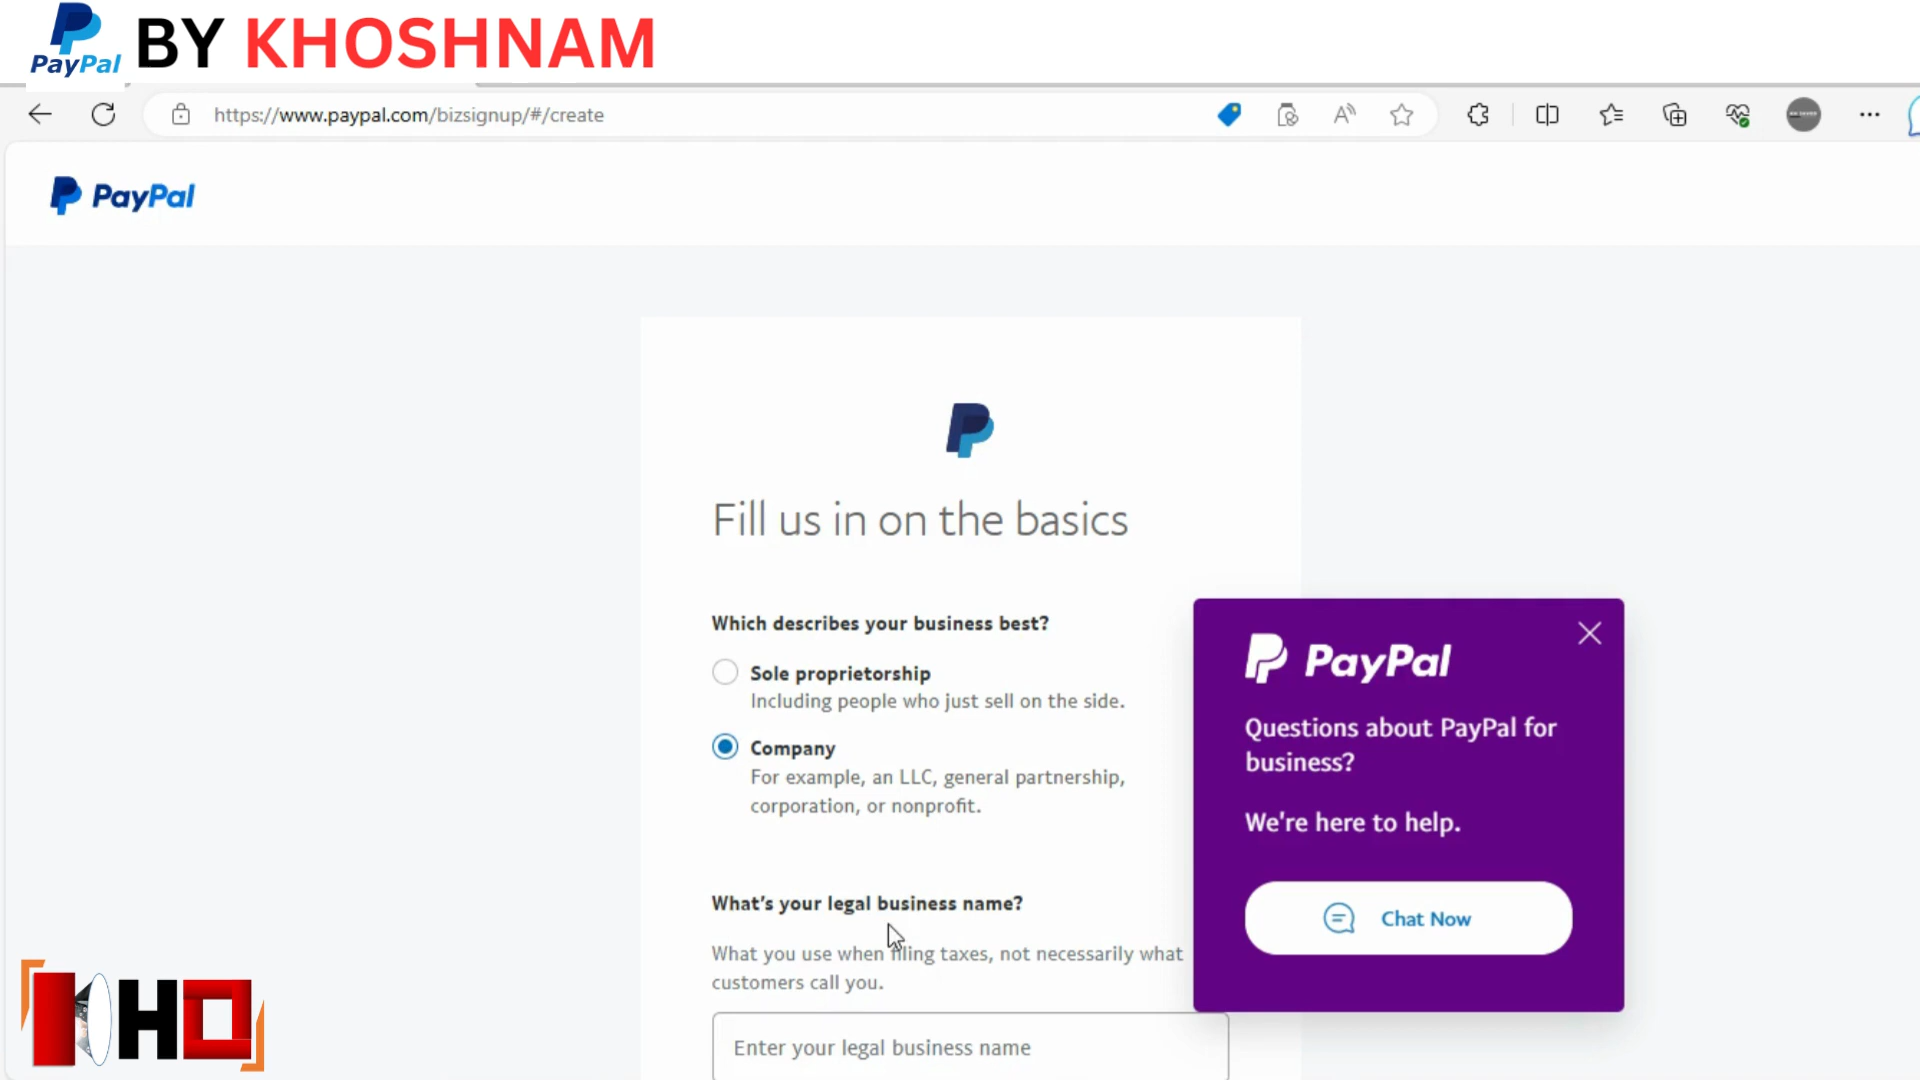 PayPal BY KHOSHNAM
https://www.paypal.com/bizsignup/#/create
PayPal
Fill us in on the basics
Which describes your business best?
Sole proprietorship
Including people who just sell on the side.
Company
For example, an LLC, general partnership,
corporation, or nonprofit.
What's your legal business name?
What you use when filing taxes, not necessarily what
customers call you.
Enter your legal business name
PayPal
Questions about PayPal for
business?
We're here to help.
Chat Now
KHO